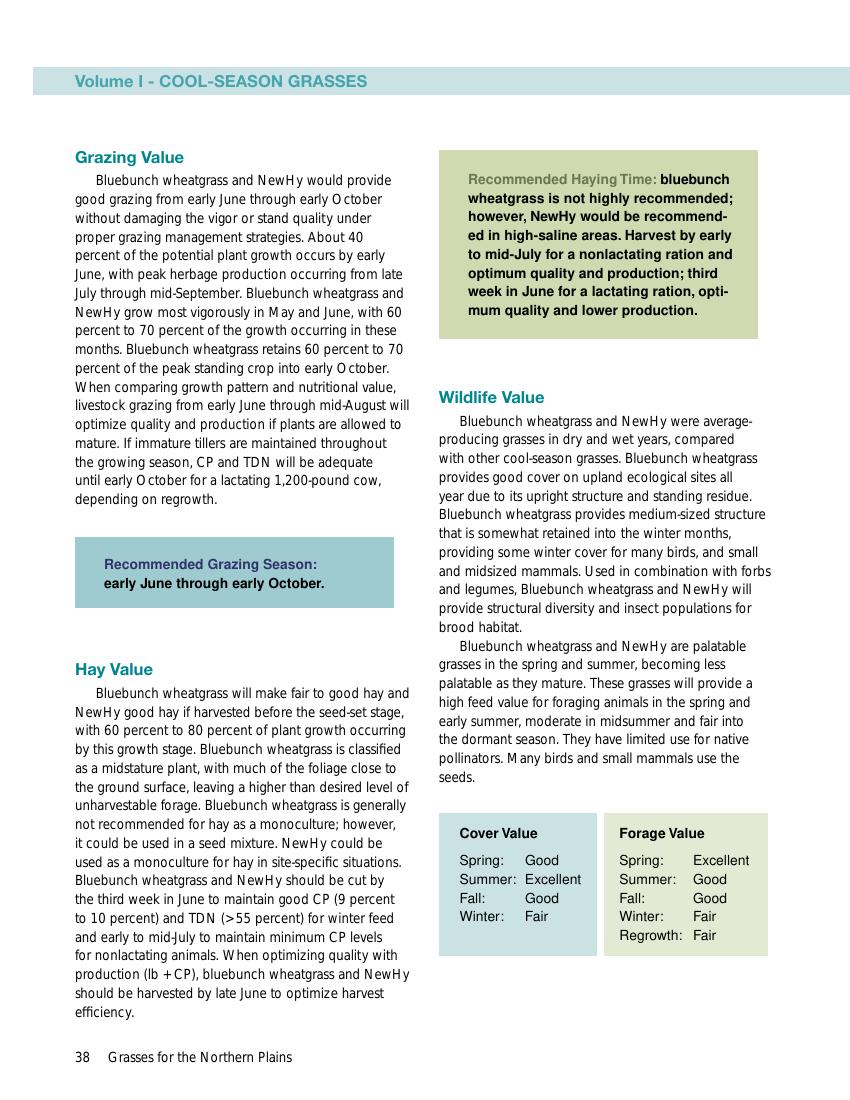 Volume I - COOL-SEASON GRASSES
Grazing Value
Bluebunch wheatgrass and NewHy would provide
good grazing from early June through early October
without damaging the vigor or stand quality under
proper grazing management strategies. About 40
percent of the potential plant growth occurs by early
June, with peak herbage production occurring from late
July through mid-September. Bluebunch wheatgrass and
NewHy grow most vigorously in May and June, with 60
percent to 70 percent of the growth occurring in these
months. Bluebunch wheatgrass retains 60 percent to 70
percent of the peak standing crop into early October.
When comparing growth pattern and nutritional value,
livestock grazing from early June through mid-August will
optimize quality and production if plants are allowed to
mature. If immature tillers are maintained throughout
the growing season, CP and TDN will be adequate
until early October for a lactating 1,200-pound cow,
depending on regrowth.
Recommended Grazing Season:
early June through early October.
Hay Value
Bluebunch wheatgrass will make fair to good hay and
NewHy good hay if harvested before the seed-set stage,
with 60 percent to 80 percent of plant growth occurring
by this growth stage. Bluebunch wheatgrass is classified
as a midstature plant, with much of the foliage close to
the ground surface, leaving a higher than desired level of
unharvestable forage. Bluebunch wheatgrass is generally
not recommended for hay as a monoculture; however,
it could be used in a seed mixture. NewHy could be
used as a monoculture for hay in site-specific situations.
Bluebunch wheatgrass and NewHy should be cut by
the third week in June to maintain good CP (9 percent
to 10 percent) and TDN (>55 percent) for winter feed
and early to mid-July to maintain minimum CP levels
for nonlactating animals. When optimizing quality with
production (lb + CP), bluebunch wheatgrass and NewHy
should be harvested by late June to optimize harvest
efficiency.
Recommended Haying Time: bluebunch
wheatgrass is not highly recommended;
however, NewHy would be recommend-
ed in high-saline areas. Harvest by early
to mid-July for a nonlactating ration and
optimum quality and production; third
week in June for a lactating ration, opti-
mum quality and lower production.
Wildlife Value
Bluebunch wheatgrass and NewHy were average-
producing grasses in dry and wet years, compared
with other cool-season grasses. Bluebunch wheatgrass
provides good cover on upland ecological sites all
year due to its upright structure and standing residue.
Bluebunch wheatgrass provides medium-sized structure
that is somewhat retained into the winter months,
providing some winter cover for many birds, and small
and midsized mammals. Used in combination with forbs
and legumes, Bluebunch wheatgrass and NewHy will
provide structural diversity and insect populations for
brood habitat.
Bluebunch wheatgrass and NewHy are palatable
grasses in the spring and summer, becoming less
palatable as they mature. These grasses will provide a
high feed value for foraging animals in the spring and
early summer, moderate in midsummer and fair into
the dormant season. They have limited use for native
pollinators. Many birds and small mammals use the
seeds.
Cover Value
Spring: Good
Summer: Excellent
Fall: Good
Winter: Fair
Forage Value
Spring: Excellent
Summer: Good
Fall: Good
Winter: Fair
Regrowth: Fair
38 Grasses for the Northern Plains